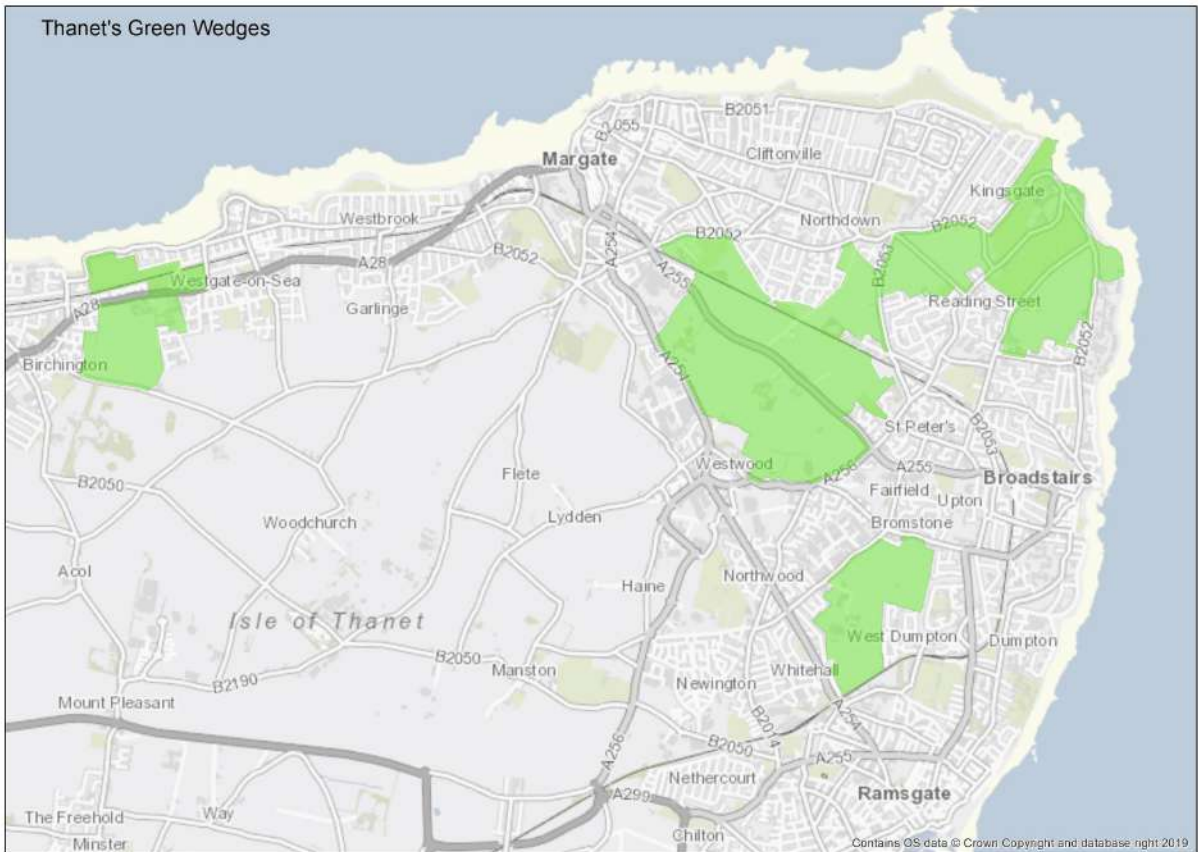 Thanet's Green Wedges
B2051
B2055
Cliftonville
Margate
Kingsgate
Westbrook
Northdown
B2052
B2052
A254
A28
B2052
A255
B2053
Westgate-on-Sea
Reading Street
A28
Garlinge
B2052
Birchington
A254
St Peter's
B2053
Westwood
A256
A255
Broadstairs
Flete
Fairfield
Upton
B2050
Woodchurch
Lydden
Bromstone
Acol
Haine
Northwood
Isle of Thanet
West Dumpton
Dumpton
B2050
Manston
Whitehall
B2190
Newington
Mount Pleasant
A254
B2014
A256
B2050
A255
Nethercourt
A299
Ramsgate
The Freehold
Way
Minster
Chilton
Contains OS data © Crown Copyright and database right 2019